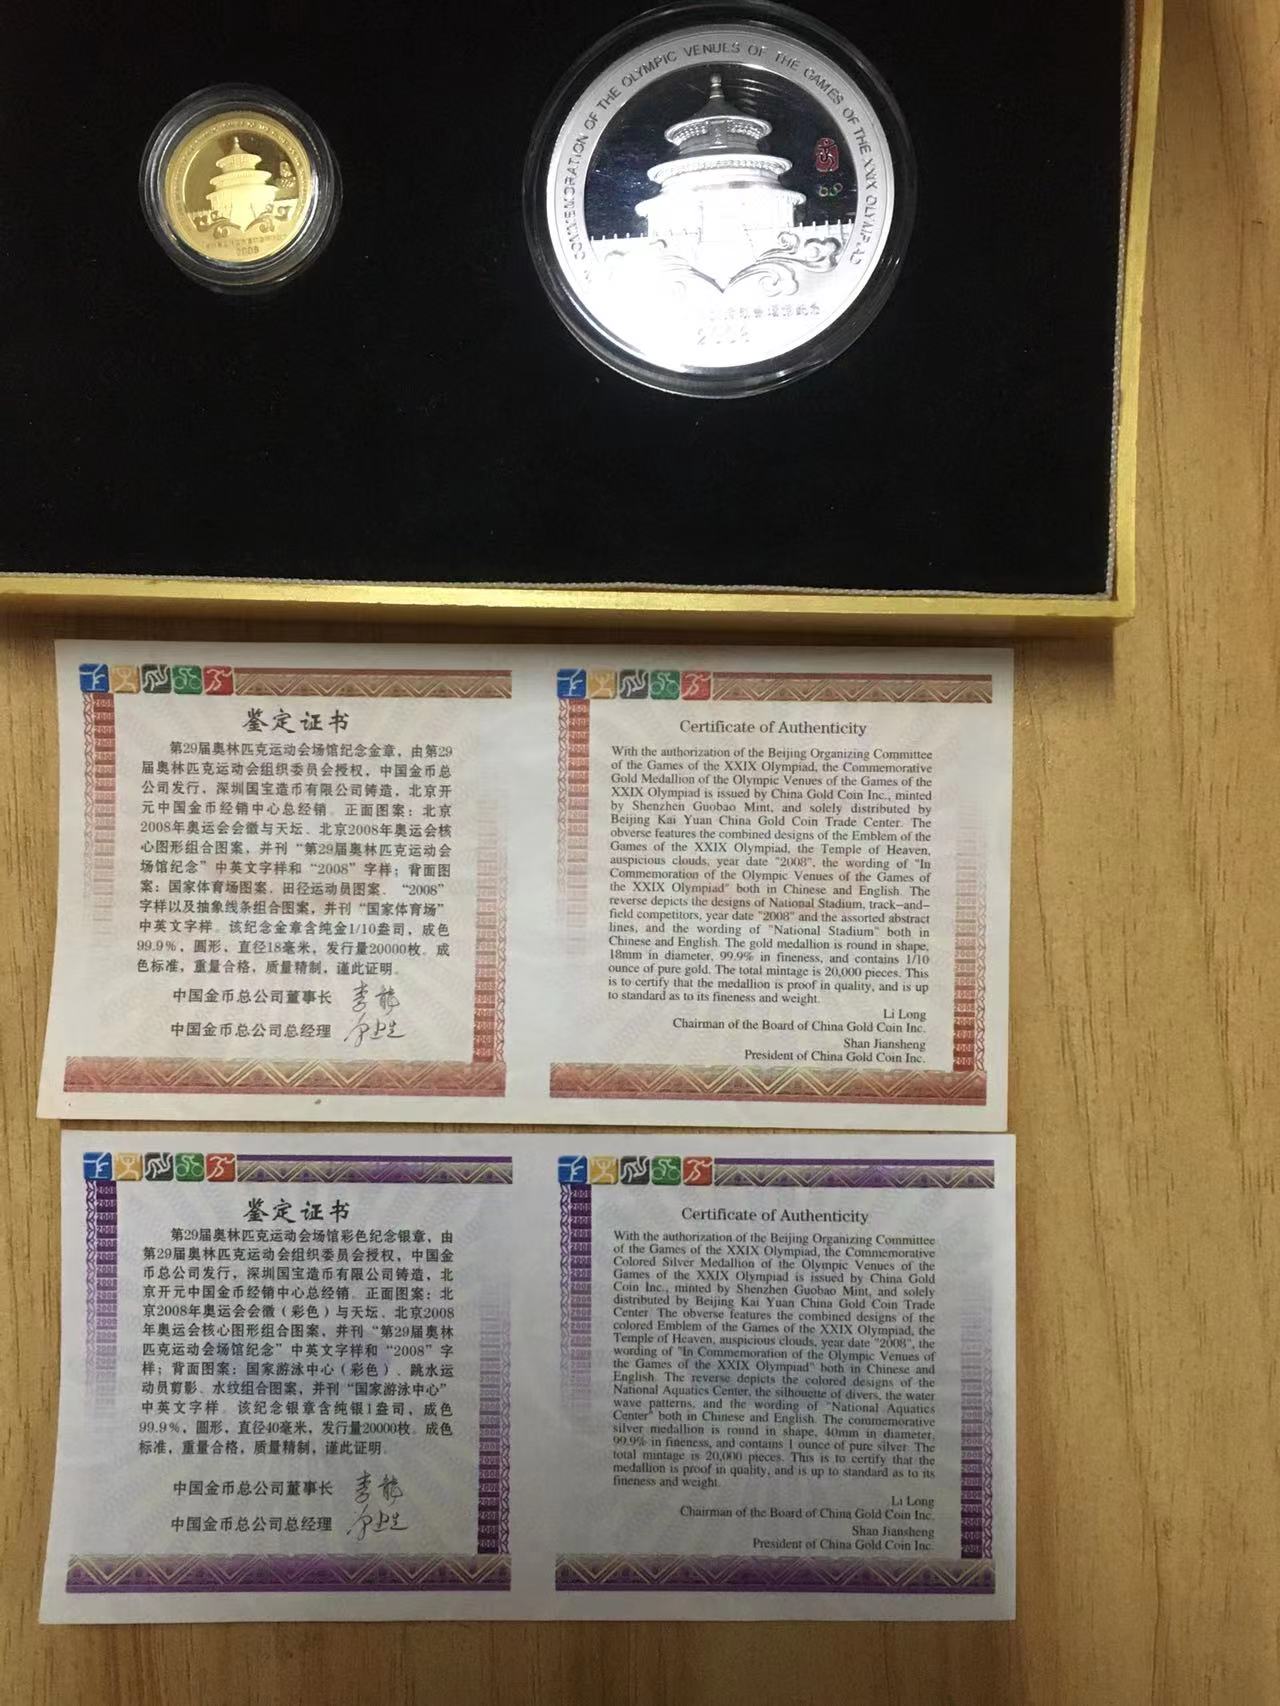 COMMEMORATION OF THE OLYMPIC VENUES OF THE GAMES OF THE XXIX OLYMPIAD
2008
2008
鉴定证书
第29届奥林匹克运动会场馆纪念金章，由第29
届奥林匹克运动会组织委员会授权，中国金币总
公司发行，深圳国宝造币有限公司铸造，北京开
元中国金币经销中心总经销。正面图案：北京
2008年奥运会会徽与天坛、北京2008年奥运会核
心图形组合图案，并刊“第29届奥林匹克运动会
场馆纪念”中英文字样和“2008”字样；背面图
案：国家体育场图案、田径运动员图案、“2008”
字样以及抽象线条组合图案，并刊“国家体育场”
中英文字样。该纪念金章含纯金1/10盎司，成色
99.9%，圆形，直径18毫米，发行量20000枚。成
色标准，重量合格，质量精制，谨此证明。
中国金币总公司董事长
中国金币总公司总经理
Certificate of Authenticity
With the authorization of the Beijing Organizing Committee
of the Games of the XXIX Olympiad, the Commemorative
Gold Medallion of the Olympic Venues of the Games of the
XXIX Olympiad is issued by China Gold Coin Inc., minted
by Shenzhen Guobao Mint, and solely distributed by
Beijing Kai Yuan China Gold Coin Trade Center. The
obverse features the combined designs of the Emblem of the
Games of the XXIX Olympiad, the Temple of Heaven,
auspicious clouds, year date "2008", the wording of "In
Commemoration of the Olympic Venues of the Games of
the XXIX Olympiad" both in Chinese and English. The
reverse depicts the designs of National Stadium, track-and-
field competitors, year date "2008" and the assorted abstract
lines, and the wording of "National Stadium" both in
Chinese and English. The gold medallion is round in shape,
18mm in diameter, 99.9% in fineness, and contains 1/10
ounce of pure gold. The total mintage is 20,000 pieces. This
is to certify that the medallion is proof in quality, and is up
to standard as to its fineness and weight.
Li Long
Chairman of the Board of China Gold Coin Inc.
Shan Jiansheng
President of China Gold Coin Inc.
鉴定证书
第29届奥林匹克运动会场馆彩色纪念银章，由
第29届奥林匹克运动会组织委员会授权，中国金
币总公司发行，深圳国宝造币有限公司铸造，北
京开元中国金币经销中心总经销。正面图案：北
京2008年奥运会会徽（彩色）与天坛、北京2008
年奥运会核心图形组合图案，并刊“第29届奥林
匹克运动会场馆纪念”中英文字样和“2008”字
样；背面图案：国家游泳中心（彩色）、跳水运
动员剪影、水纹组合图案，并刊“国家游泳中心”
中英文字样。该纪念银章含纯银1盎司，成色
99.9%，圆形，直径40毫米，发行量20000枚。成色
标准，重量合格，质量精制，谨此证明。
中国金币总公司董事长
中国金币总公司总经理
Certificate of Authenticity
With the authorization of the Beijing Organizing Committee
of the Games of the XXIX Olympiad, the Commemorative
Colored Silver Medallion of the Olympic Venues of the
Games of the XXIX Olympiad is issued by China Gold
Coin Inc., minted by Shenzhen Guobao Mint, and solely
distributed by Beijing Kai Yuan China Gold Coin Trade
Center. The obverse features the combined designs of the
colored Emblem of the Games of the XXIX Olympiad, the
Temple of Heaven, auspicious clouds, year date "2008", the
wording of "In Commemoration of the Olympic Venues of
the Games of the XXIX Olympiad" both in Chinese and
English. The reverse depicts the colored designs of the
National Aquatics Center, the silhouette of divers, the water
wave patterns, and the wording of "National Aquatics
Center" both in Chinese and English. The commemorative
silver medallion is round in shape, 40mm in diameter,
99.9% in fineness, and contains 1 ounce of pure silver. The
total mintage is 20,000 pieces. This is to certify that the
medallion is proof in quality, and is up to standard as to its
fineness and weight.
Li Long
Chairman of the Board of China Gold Coin Inc.
Shan Jiansheng
President of China Gold Coin Inc.